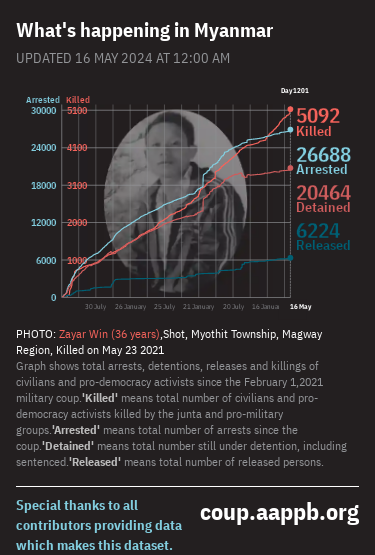 What's happening in Myanmar
UPDATED 16 MAY 2024 AT 12:00 AM
Day1201
Arrested Killed
30000 5100
24000 4100
18000 3100
12000 2000
6000 1000
0
5092
Killed
26688
Arrested
20464
Detained
6224
Released
30 July 26 January 25 July 21 January 20 July 16 Januar 16 May
PHOTO: Zayar Win (36 years),Shot, Myothit Township, Magway
Region, Killed on May 23 2021
Graph shows total arrests, detentions, releases and killings of
civilians and pro-democracy activists since the February 1,2021
military coup.'Killed' means total number of civilians and pro-
democracy activists killed by the junta and pro-military
groups.'Arrested' means total number of arrests since the
coup.'Detained' means total number still under detention, including
sentenced.'Released' means total number of released persons.
Special thanks to all
contributors providing data
which makes this dataset.
coup.aappb.org